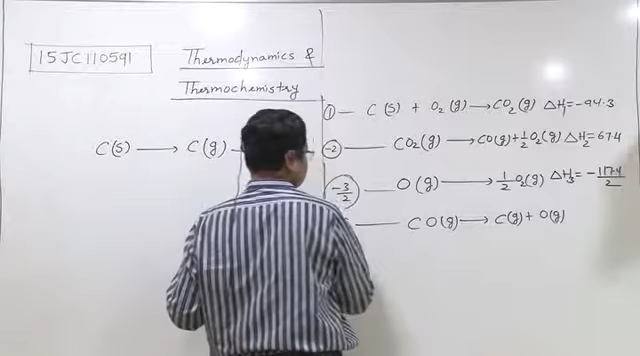 15JC110591
Thermodynamics &
Thermochemistry
C(s) ⟶ C(g)
① — C (s) + O₂(g) ⟶ CO₂(g) ΔH₁ = -94.3
-2 — CO₂(g) ⟶ CO(g) + 1/2 O₂(g) ΔH₂ = 67.4
-3/2 — O(g) ⟶ 1/2 O₂(g) ΔH₃ = -117.4/2
— CO(g) ⟶ C(g) + O(g)